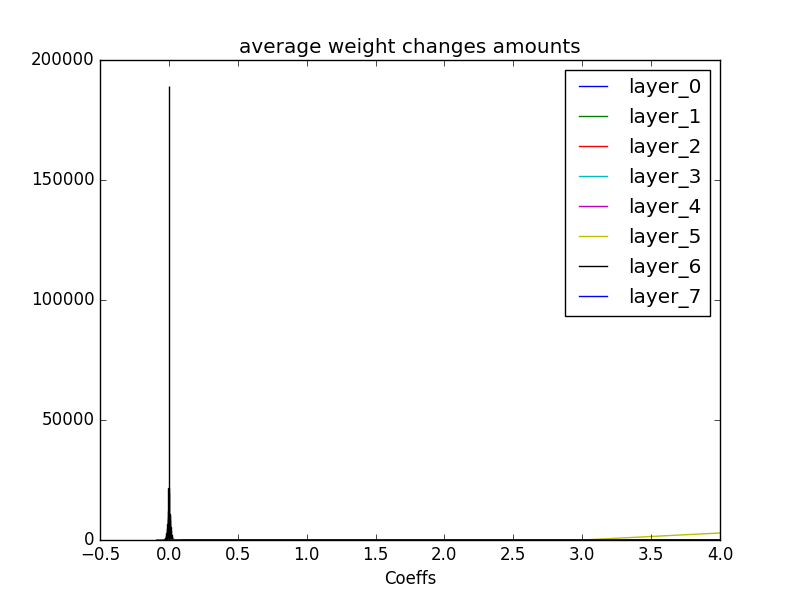 average weight changes amounts
200000
150000
100000
50000
0
−0.5 0.0 0.5 1.0 1.5 2.0 2.5 3.0 3.5 4.0
Coeffs
layer_0
layer_1
layer_2
layer_3
layer_4
layer_5
layer_6
layer_7